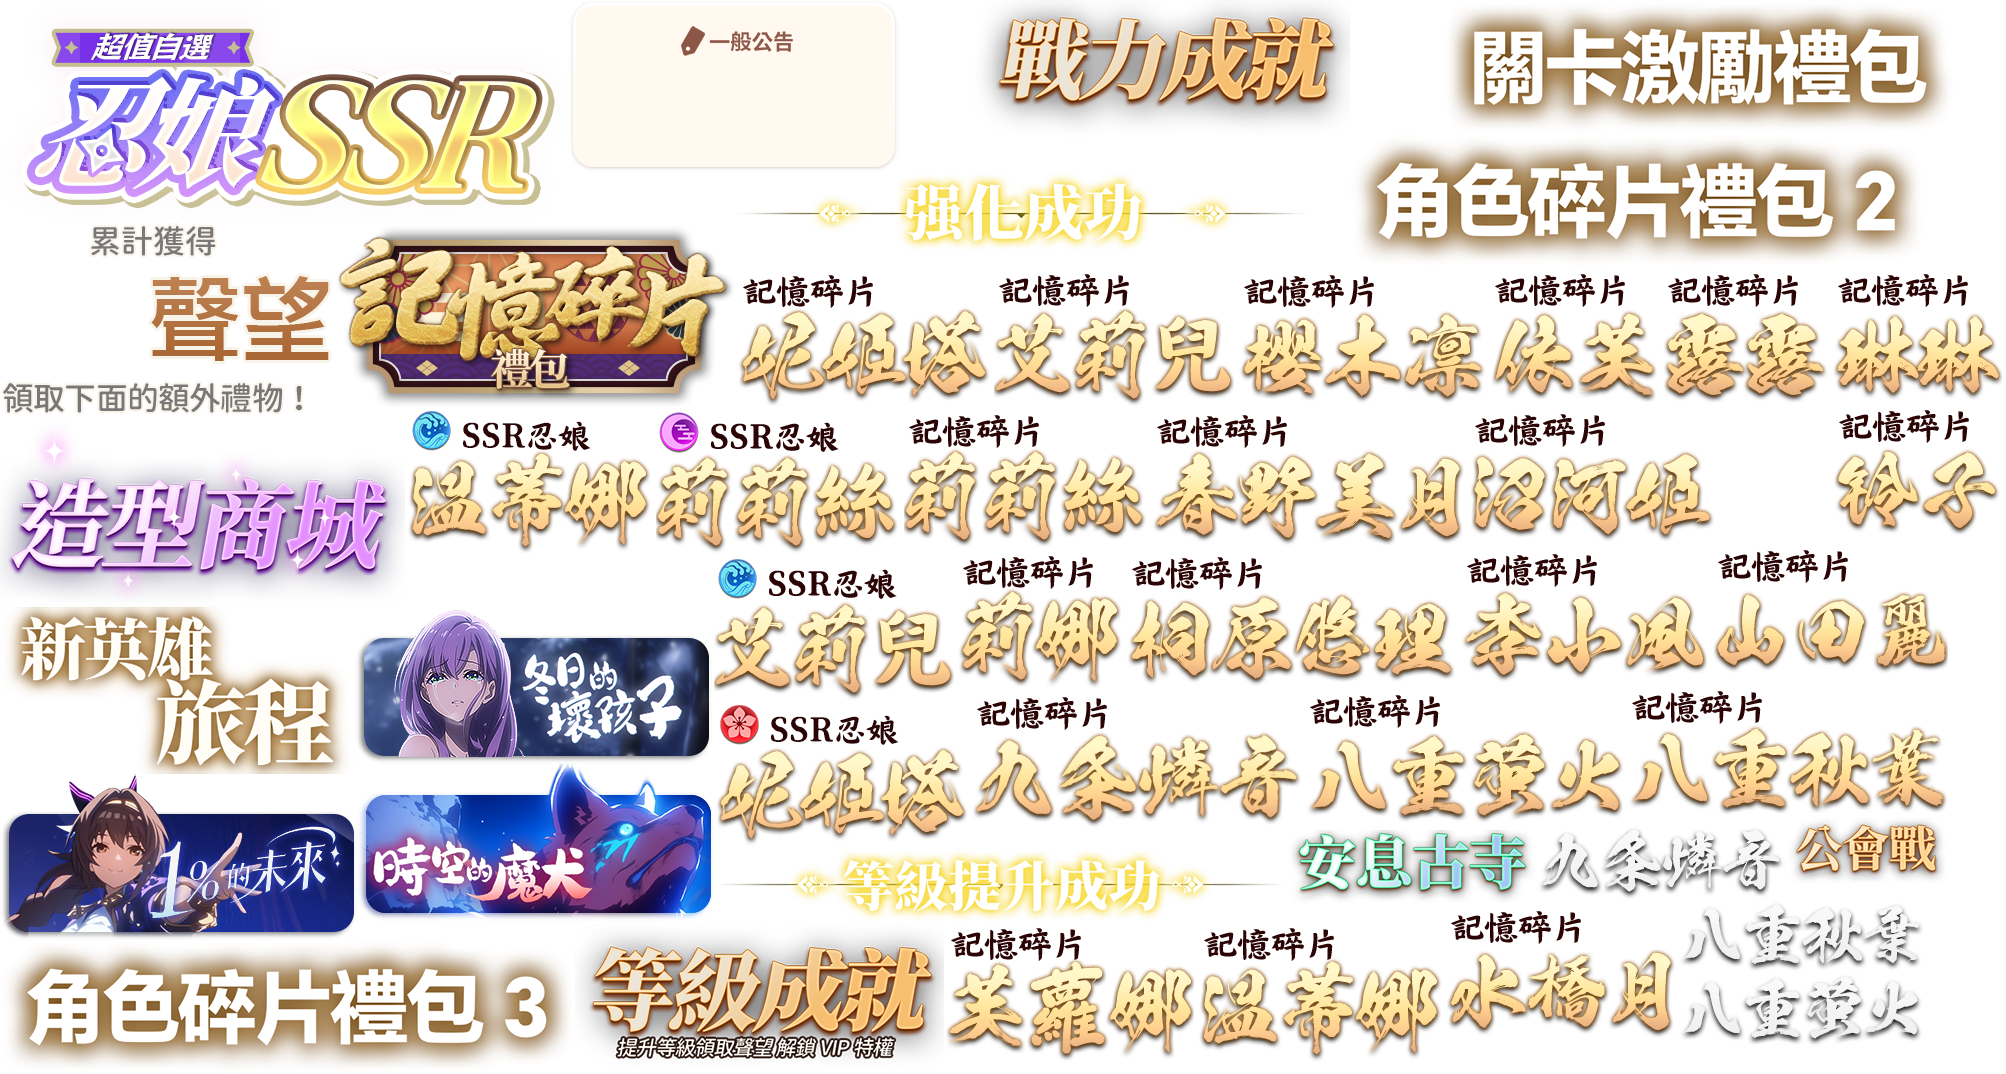 超值自選
忍娘SSR
一般公告
戰力成就
關卡激勵禮包
角色碎片禮包 2
强化成功
累計獲得
聲望
領取下面的額外禮物！
記憶碎片
禮包
記憶碎片
妮姬塔
記憶碎片
艾莉兒
記憶碎片
櫻木凛
記憶碎片
依芙
記憶碎片
露露
記憶碎片
琳琳
造型商城
SSR忍娘
溫蒂娜
SSR忍娘
莉莉絲
記憶碎片
莉莉絲
記憶碎片
春野美月
記憶碎片
沼河姬
記憶碎片
铃子
新英雄
旅程
冬日的
壞孩子
SSR忍娘
艾莉兒
記憶碎片
莉娜
記憶碎片
桐原悠理
記憶碎片
李小風
記憶碎片
山田麗
SSR忍娘
妮姬塔
記憶碎片
九条憐音
記憶碎片
八重萤火
記憶碎片
八重秋葉
1%的未來
時空的魔犬
等級提升成功
安息古寺
九条憐音
公會戰
角色碎片禮包 3
等級成就
提升等級領取聲望 解鎖 VIP 特權
記憶碎片
芙蘿娜
記憶碎片
溫蒂娜
記憶碎片
水橋月
八重秋葉
八重萤火